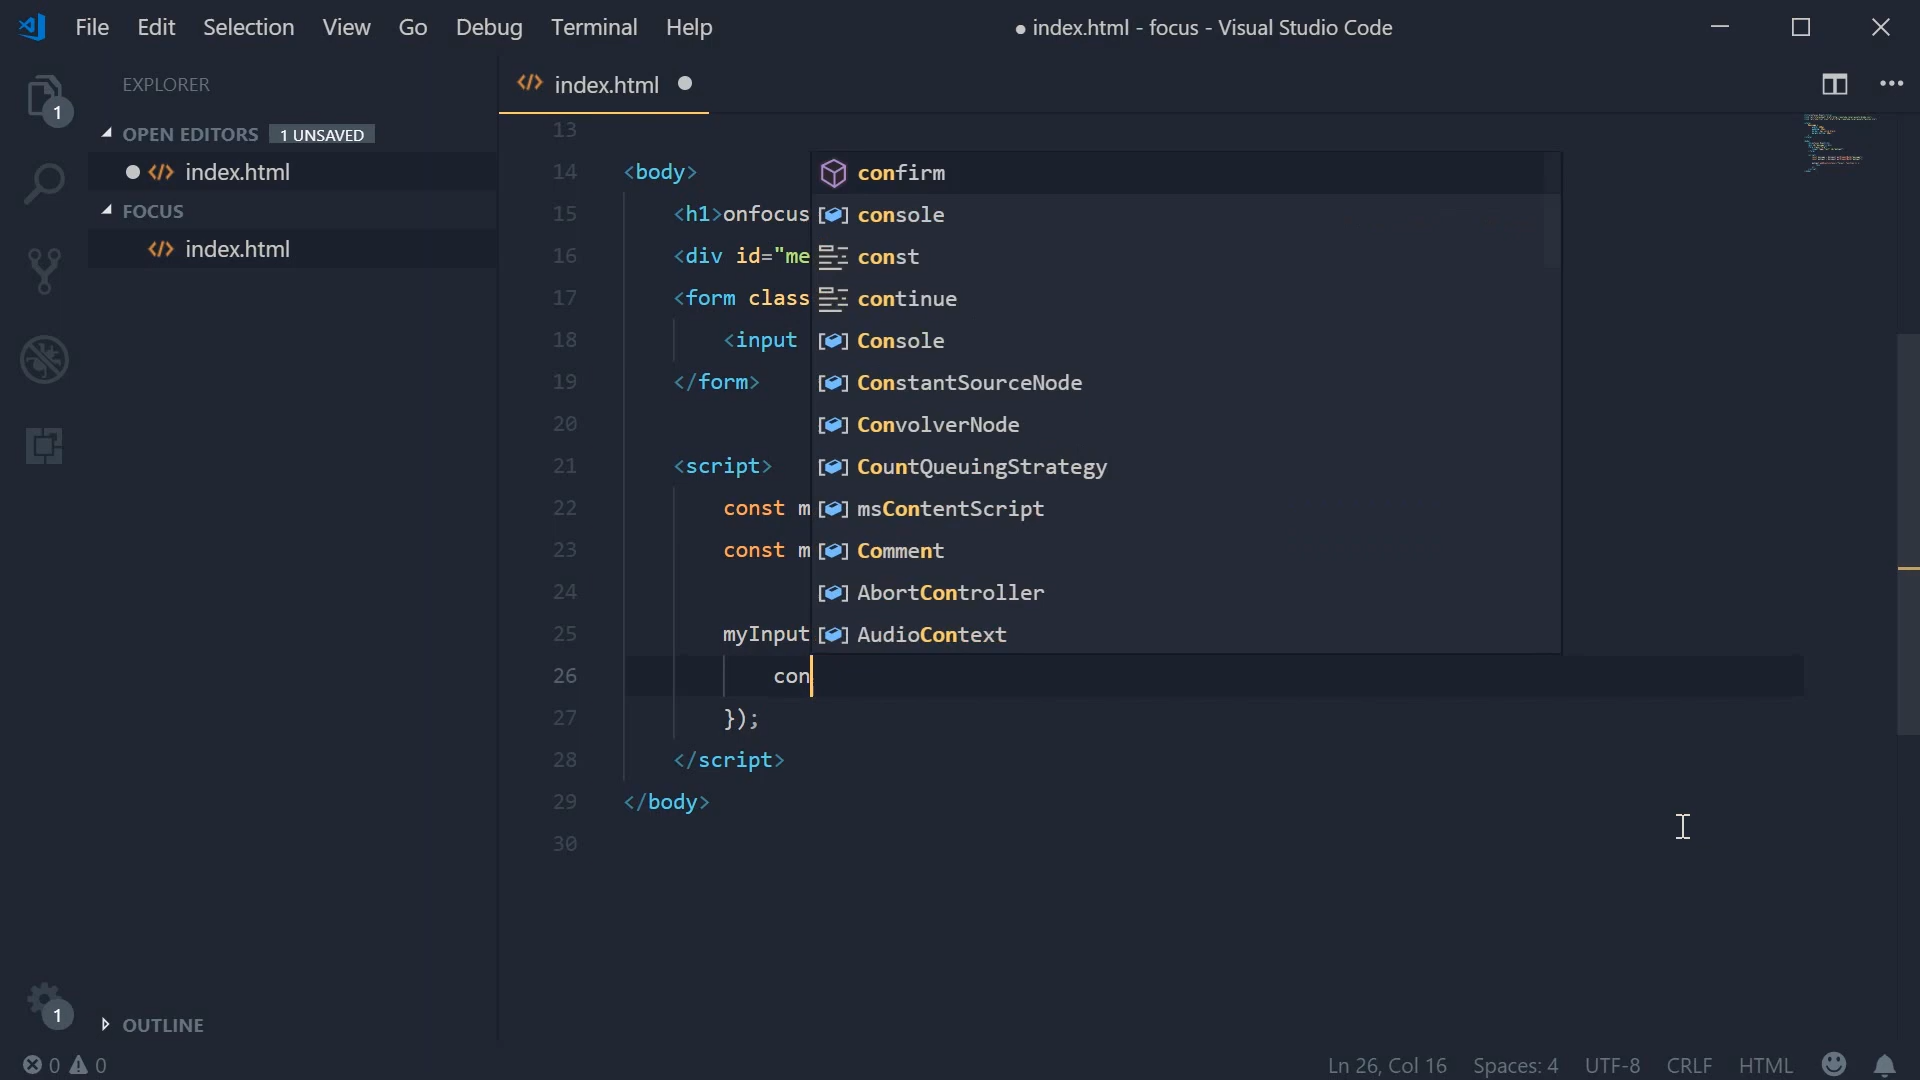 File Edit Selection View Go Debug Terminal Help
● index.html - focus - Visual Studio Code
EXPLORER
OPEN EDITORS 1 UNSAVED
index.html
FOCUS
index.html
OUTLINE
1
1
index.html
13
14 <body>
15 <h1>onfocus
16 <div id="me
17 <form class
18 <input
19 </form>
20
21 <script>
22 const m
23 const m
24
25 myInput
26 con
27 });
28 </script>
29 </body>
30
confirm
console
const
continue
Console
ConstantSourceNode
ConvolverNode
CountQueuingStrategy
msContentScript
Comment
AbortController
AudioContext
0 0
Ln 26, Col 16 Spaces: 4 UTF-8 CRLF HTML